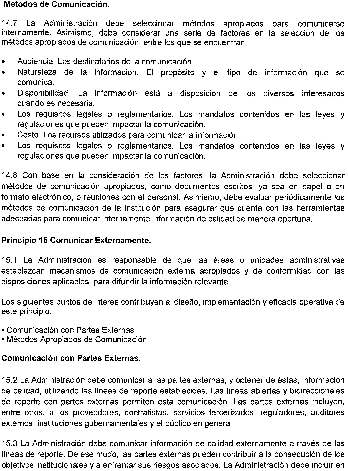 Métodos de Comunicación.
14.7 La Administración debe seleccionar métodos apropiados para comunicarse
internamente. Asimismo, debe considerar una serie de factores en la selección de los
métodos apropiados de comunicación, entre los que se encuentran:
• Audiencia. Los destinatarios de la comunicación.
• Naturaleza de la información. El propósito y el tipo de información que se
comunica.
• Disponibilidad. La información está a disposición de los diversos interesados
cuando es necesaria.
• Los requisitos legales o reglamentarios. Los mandatos contenidos en las leyes y
regulaciones que pueden impactar la comunicación.
• Costo. Los recursos utilizados para comunicar la información.
• Los requisitos legales o reglamentarios. Los mandatos contenidos en las leyes y
regulaciones que pueden impactar la comunicación.
14.8 Con base en la consideración de los factores, la Administración debe seleccionar
métodos de comunicación apropiados, como documentos escritos, ya sea en papel o en
formato electrónico, o reuniones con el personal. Asimismo, debe evaluar periódicamente los
métodos de comunicación de la Institución para asegurar que cuenta con las herramientas
adecuadas para comunicar internamente información de calidad de manera oportuna.
Principio 15 Comunicar Externamente.
15.1 La Administración es responsable de que las áreas o unidades administrativas
establezcan mecanismos de comunicación externa apropiados y de conformidad con las
disposiciones aplicables, para difundir la información relevante.
Los siguientes puntos de interés contribuyen al diseño, implementación y eficacia operativa de
este principio:
• Comunicación con Partes Externas
• Métodos Apropiados de Comunicación
Comunicación con Partes Externas.
15.2 La Administración debe comunicar a las partes externas, y obtener de éstas, información
de calidad, utilizando las líneas de reporte establecidas. Las líneas abiertas y bidireccionales
de reporte con partes externas permiten esta comunicación. Las partes externas incluyen,
entre otros, a los proveedores, contratistas, servicios tercerizados, reguladores, auditores
externos, instituciones gubernamentales y el público en general.
15.3 La Administración debe comunicar información de calidad externamente a través de las
líneas de reporte. De ese modo, las partes externas pueden contribuir a la consecución de los
objetivos institucionales y a enfrentar sus riesgos asociados. La Administración debe incluir en